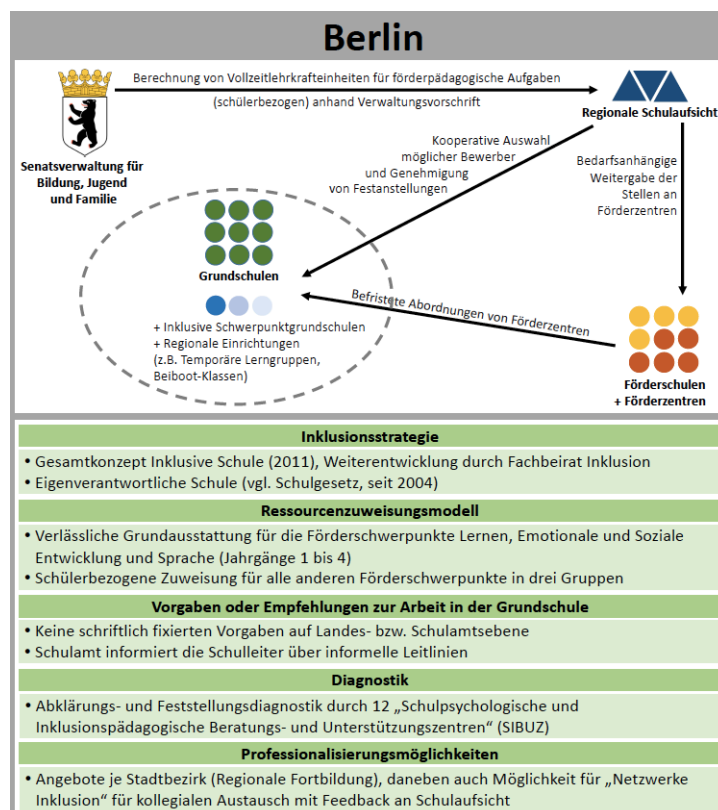 Berlin
Berechnung von Vollzeitlehrkrafteinheiten für förderpädagogische Aufgaben
(schülerbezogen) anhand Verwaltungsvorschrift
Regionale Schulaufsicht
Senatsverwaltung für
Bildung, Jugend
und Familie
Kooperative Auswahl
möglicher Bewerber
und Genehmigung
von Festanstellungen
Bedarfsanhängige
Weitergabe der
Stellen an
Förderzentren
Grundschulen
+ Inklusive Schwerpunktgrundschulen
+ Regionale Einrichtungen
(z.B. Temporäre Lerngruppen,
Beiboot-Klassen)
Befristete Abordnungen von Förderzentren
Förderschulen
+ Förderzentren
Inklusionsstrategie
• Gesamtkonzept Inklusive Schule (2011), Weiterentwicklung durch Fachbeirat Inklusion
• Eigenverantwortliche Schule (vgl. Schulgesetz, seit 2004)
Ressourcenzuweisungsmodell
• Verlässliche Grundausstattung für die Förderschwerpunkte Lernen, Emotionale und Soziale
Entwicklung und Sprache (Jahrgänge 1 bis 4)
• Schülerbezogene Zuweisung für alle anderen Förderschwerpunkte in drei Gruppen
Vorgaben oder Empfehlungen zur Arbeit in der Grundschule
• Keine schriftlich fixierten Vorgaben auf Landes- bzw. Schulamtsebene
• Schulamt informiert die Schulleiter über informelle Leitlinien
Diagnostik
• Abklärungs- und Feststellungsdiagnostik durch 12 „Schulpsychologische und
Inklusionspädagogische Beratungs- und Unterstützungszentren“ (SIBUZ)
Professionalisierungsmöglichkeiten
• Angebote je Stadtbezirk (Regionale Fortbildung), daneben auch Möglichkeit für „Netzwerke
Inklusion“ für kollegialen Austausch mit Feedback an Schulaufsicht